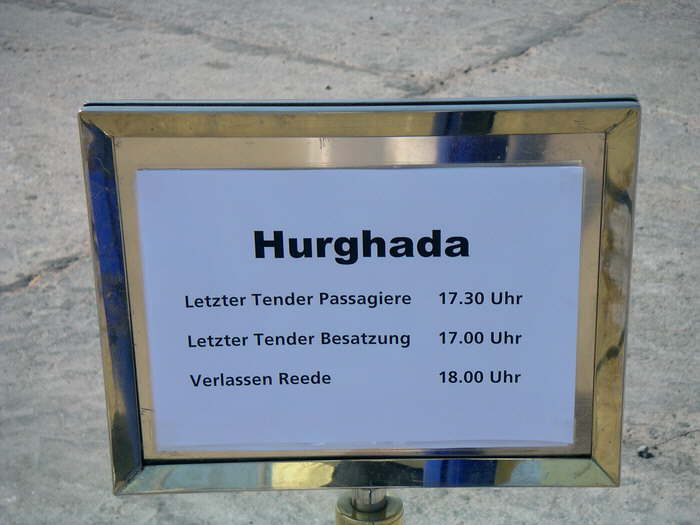 Hurghada
Letzter Tender Passagiere 17.30 Uhr
Letzter Tender Besatzung 17.00 Uhr
Verlassen Reede 18.00 Uhr